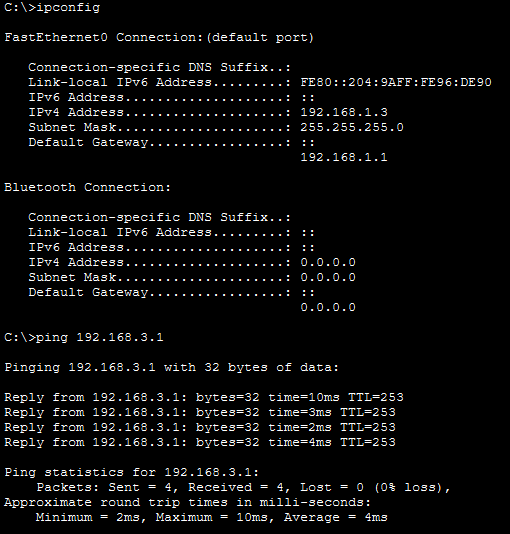 C:\>ipconfig
FastEthernet0 Connection:(default port)
Connection-specific DNS Suffix..:
Link-local IPv6 Address.........: FE80::204:9AFF:FE96:DE90
IPv6 Address....................: ::
IPv4 Address....................: 192.168.1.3
Subnet Mask.....................: 255.255.255.0
Default Gateway.................: ::
192.168.1.1
Bluetooth Connection:
Connection-specific DNS Suffix..:
Link-local IPv6 Address.........: ::
IPv6 Address....................: ::
IPv4 Address....................: 0.0.0.0
Subnet Mask.....................: 0.0.0.0
Default Gateway.................: ::
0.0.0.0
C:\>ping 192.168.3.1
Pinging 192.168.3.1 with 32 bytes of data:
Reply from 192.168.3.1: bytes=32 time=10ms TTL=253
Reply from 192.168.3.1: bytes=32 time=3ms TTL=253
Reply from 192.168.3.1: bytes=32 time=2ms TTL=253
Reply from 192.168.3.1: bytes=32 time=4ms TTL=253
Ping statistics for 192.168.3.1:
Packets: Sent = 4, Received = 4, Lost = 0 (0% loss),
Approximate round trip times in milli-seconds:
Minimum = 2ms, Maximum = 10ms, Average = 4ms